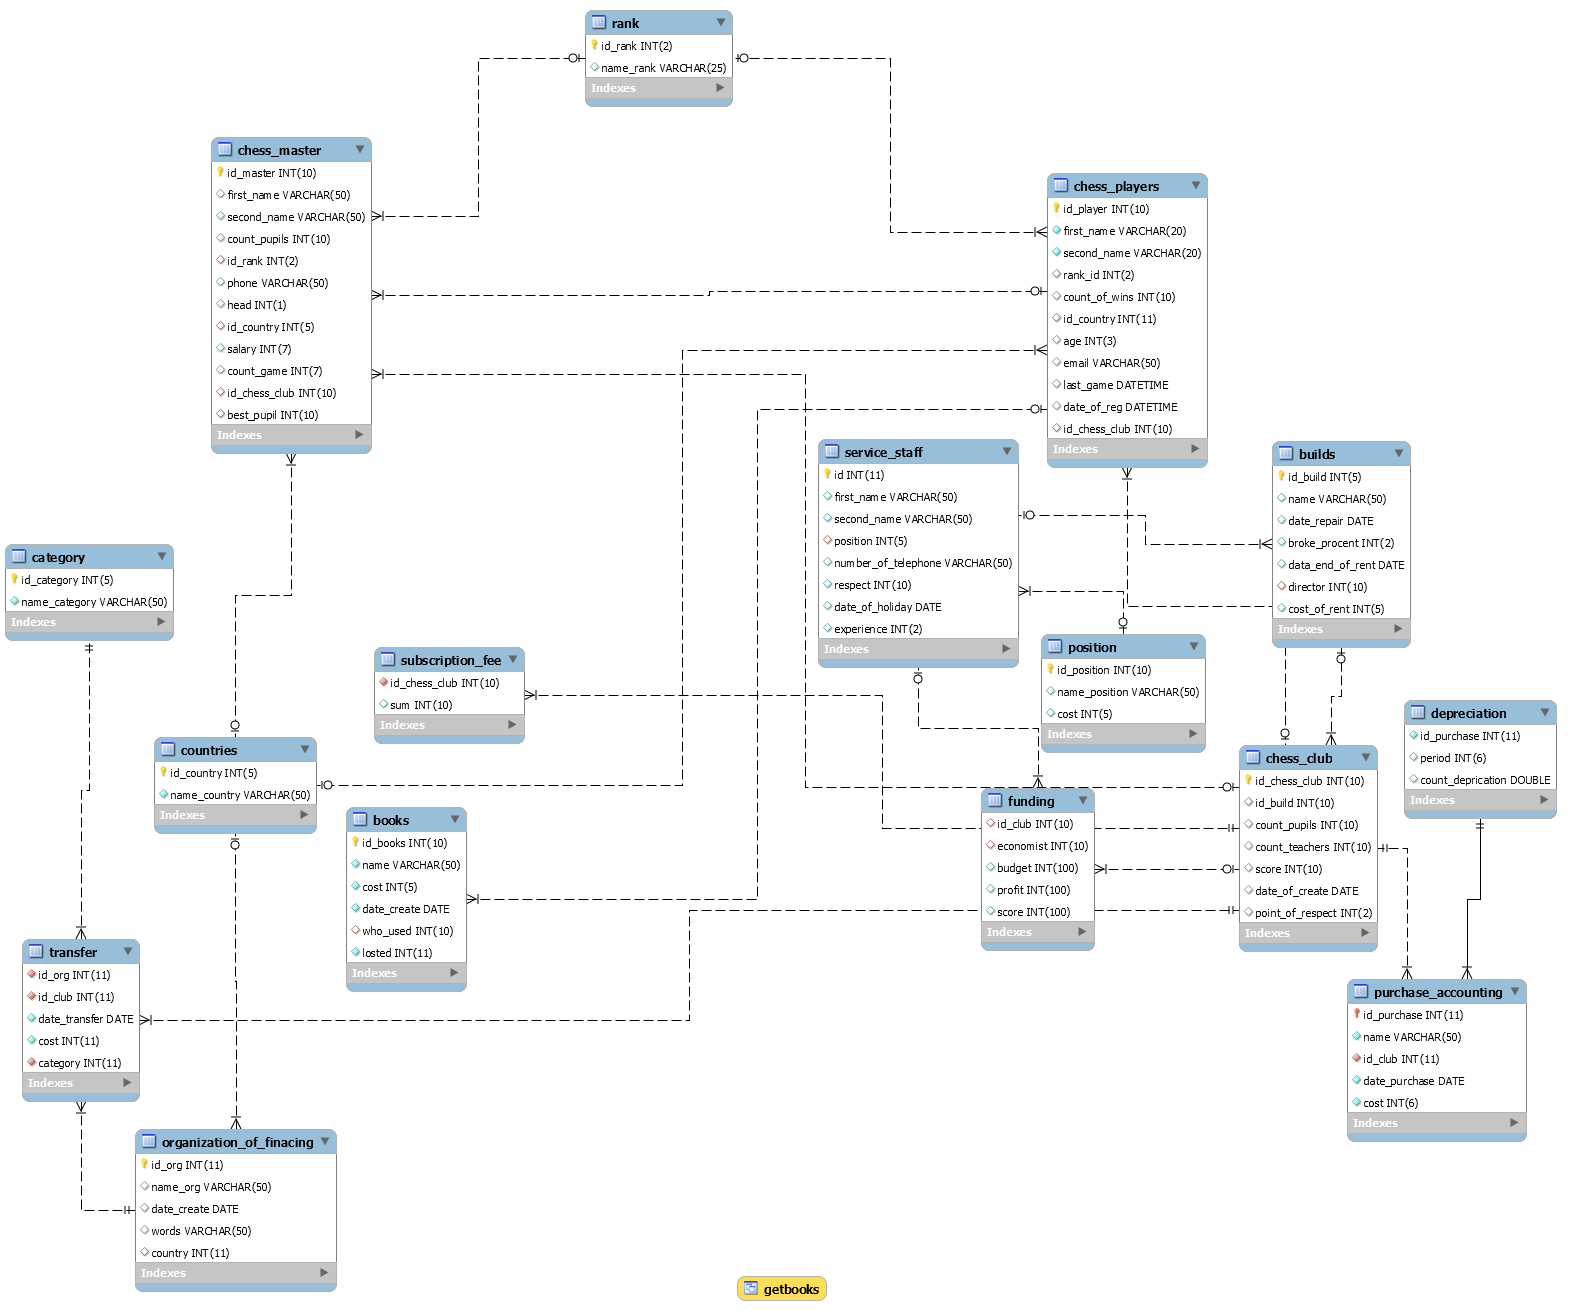 rank
id_rank INT(2)
name_rank VARCHAR(25)
Indexes
chess_master
id_master INT(10)
first_name VARCHAR(50)
second_name VARCHAR(50)
count_pupils INT(10)
id_rank INT(2)
phone VARCHAR(50)
head INT(1)
id_country INT(5)
salary INT(7)
count_game INT(7)
id_chess_club INT(10)
best_pupil INT(10)
Indexes
chess_players
id_player INT(10)
first_name VARCHAR(20)
second_name VARCHAR(20)
rank_id INT(2)
count_of_wins INT(10)
id_country INT(11)
age INT(3)
email VARCHAR(50)
last_game DATETIME
date_of_reg DATETIME
id_chess_club INT(10)
Indexes
service_staff
id INT(11)
first_name VARCHAR(50)
second_name VARCHAR(50)
position INT(5)
number_of_telephone VARCHAR(50)
respect INT(10)
date_of_holiday DATE
experience INT(2)
Indexes
builds
id_build INT(5)
name VARCHAR(50)
date_repair DATE
broke_procent INT(2)
data_end_of_rent DATE
director INT(10)
cost_of_rent INT(5)
Indexes
category
id_category INT(5)
name_category VARCHAR(50)
Indexes
subscription_fee
id_chess_club INT(10)
sum INT(10)
Indexes
position
id_position INT(10)
name_position VARCHAR(50)
cost INT(5)
Indexes
depreciation
id_purchase INT(11)
period INT(6)
count_deprication DOUBLE
Indexes
countries
id_country INT(5)
name_country VARCHAR(50)
Indexes
chess_club
id_chess_club INT(10)
id_build INT(10)
count_pupils INT(10)
count_teachers INT(10)
score INT(10)
date_of_create DATE
point_of_respect INT(2)
Indexes
funding
id_club INT(10)
economist INT(10)
budget INT(100)
profit INT(100)
score INT(100)
Indexes
books
id_books INT(10)
name VARCHAR(50)
cost INT(5)
date_create DATE
who_used INT(10)
losted INT(11)
Indexes
transfer
id_org INT(11)
id_club INT(11)
date_transfer DATE
cost INT(11)
category INT(11)
Indexes
purchase_accounting
id_purchase INT(11)
name VARCHAR(50)
id_club INT(11)
date_purchase DATE
cost INT(6)
Indexes
organization_of_finacing
id_org INT(11)
name_org VARCHAR(50)
date_create DATE
words VARCHAR(50)
country INT(11)
Indexes
getbooks